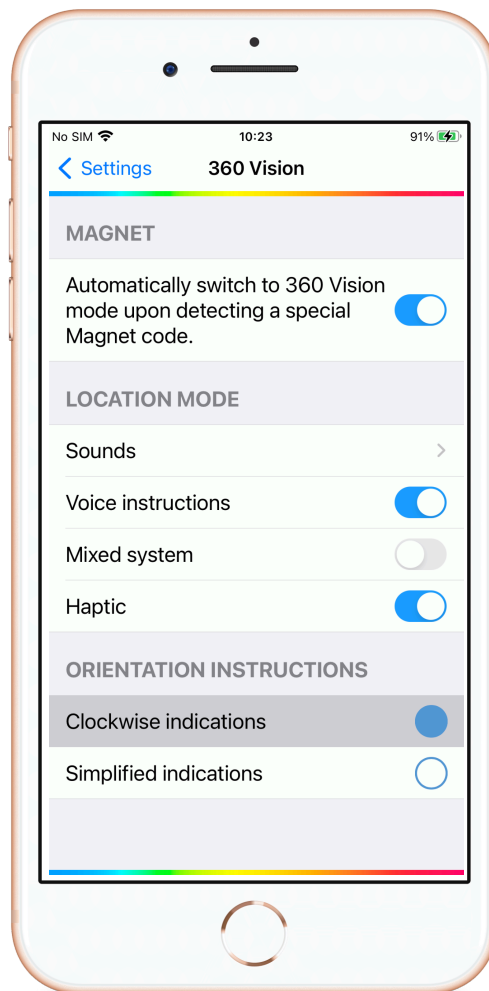 No SIM 10:23 91%
Settings 360 Vision
MAGNET
Automatically switch to 360 Vision
mode upon detecting a special
Magnet code.
LOCATION MODE
Sounds
Voice instructions
Mixed system
Haptic
ORIENTATION INSTRUCTIONS
Clockwise indications
Simplified indications